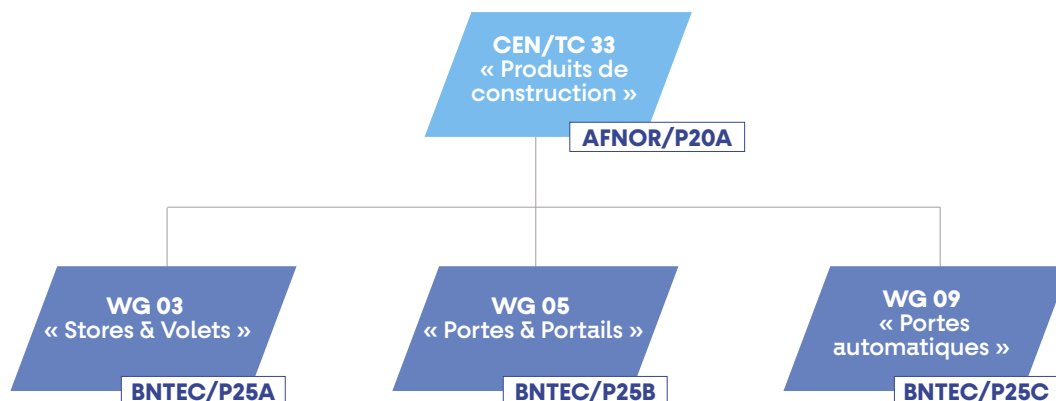 CEN/TC 33
« Produits de
construction »
AFNOR/P20A
WG 03
« Stores & Volets »
BNTEC/P25A
WG 05
« Portes & Portails »
BNTEC/P25B
WG 09
« Portes
automatiques »
BNTEC/P25C